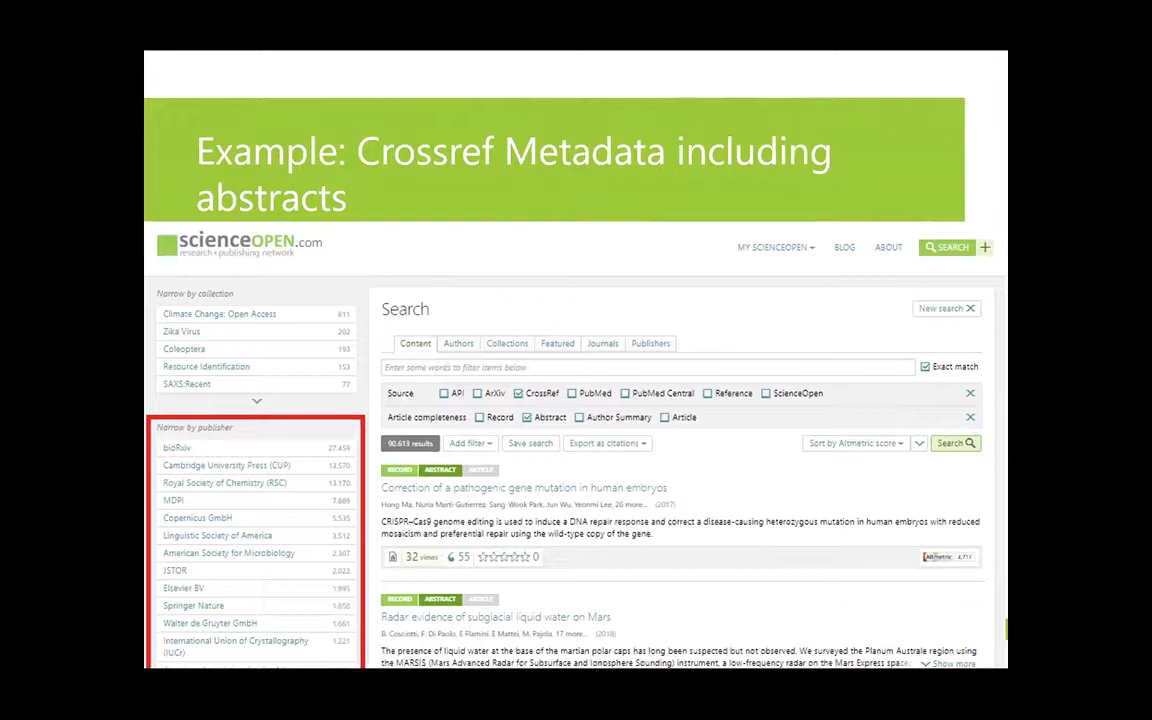 Example: Crossref Metadata including
abstracts
scienceOPEN.com
research+publishing network
MY SCIENCEOPEN
BLOG
ABOUT
SEARCH
+
Narrow by collection
Climate Change: Open Access 611
Zika Virus 202
Coleoptera 193
Resource Identification 153
SAXS:Recent 77
Narrow by publisher
bioRxiv 27.459
Cambridge University Press (CUP) 13.570
Royal Society of Chemistry (RSC) 13.170
MDPI 7.889
Copernicus GmbH 5.535
Linguistic Society of America 3.512
American Society for Microbiology 2.307
JSTOR 2.022
Elsevier BV 1.995
Springer Nature 1.850
Walter de Gruyter GmbH 1.661
International Union of Crystallography 1.221
(IUCr)
Search
New search X
Content Authors Collections Featured Journals Publishers
Enter some words to filter items below
Exact match
Source API ArXiv CrossRef PubMed PubMed Central Reference ScienceOpen
Article completeness Record Abstract Author Summary Article
90.613 results Add filter Save search Export as citations Sort by Altmetric score Search
RECORD ABSTRACT ARTICLE
Correction of a pathogenic gene mutation in human embryos
Hong Ma, Nuria Marti-Gutierrez, Sang-Wook Park, Jun Wu, Yeonmi Lee, 26 more... (2017)
CRISPR–Cas9 genome editing is used to induce a DNA repair response and correct a disease-causing heterozygous mutation in human embryos with reduced
mosaicism and preferential repair using the wild-type copy of the gene.
32 views 55 0 Altmetric
RECORD ABSTRACT ARTICLE
Radar evidence of subglacial liquid water on Mars
B. Cosciotti, F. Di Paolo, E Flamini, E Mattei, M. Pajola, 17 more... (2018)
The presence of liquid water at the base of the martian polar caps has long been suspected but not observed. We surveyed the Planum Australe region using
the MARSIS (Mars Advanced Radar for Subsurface and Ionosphere Sounding) instrument, a low-frequency radar on the Mars Express Show more